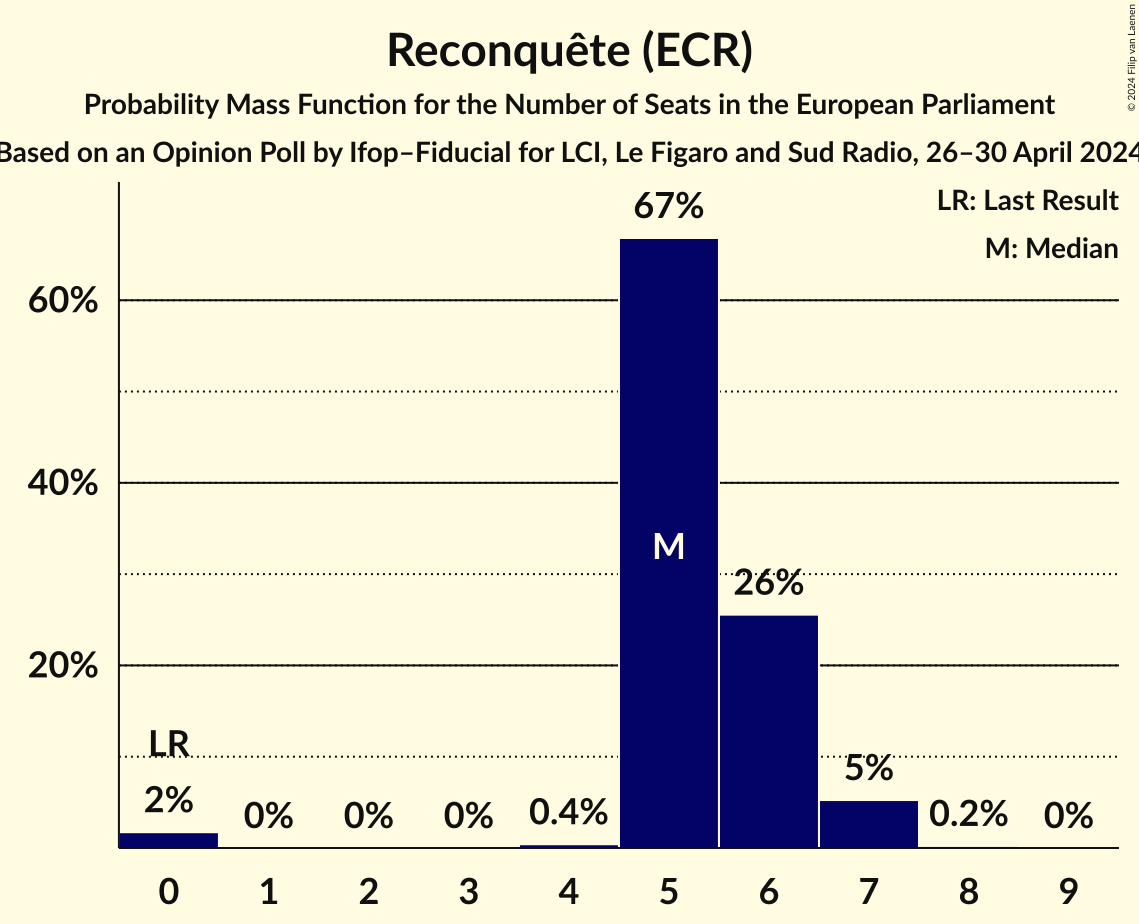 Reconquête (ECR)
Probability Mass Function for the Number of Seats in the European Parliament
Based on an Opinion Poll by Ifop–Fiducial for LCI, Le Figaro and Sud Radio, 26–30 April 2024
© 2024 Filip van Laenen
LR: Last Result
M: Median
67%
60%
40%
M
26%
20%
LR
5%
2%
0%
0%
0%
0.4%
0.2%
0%
0 1 2 3 4 5 6 7 8 9